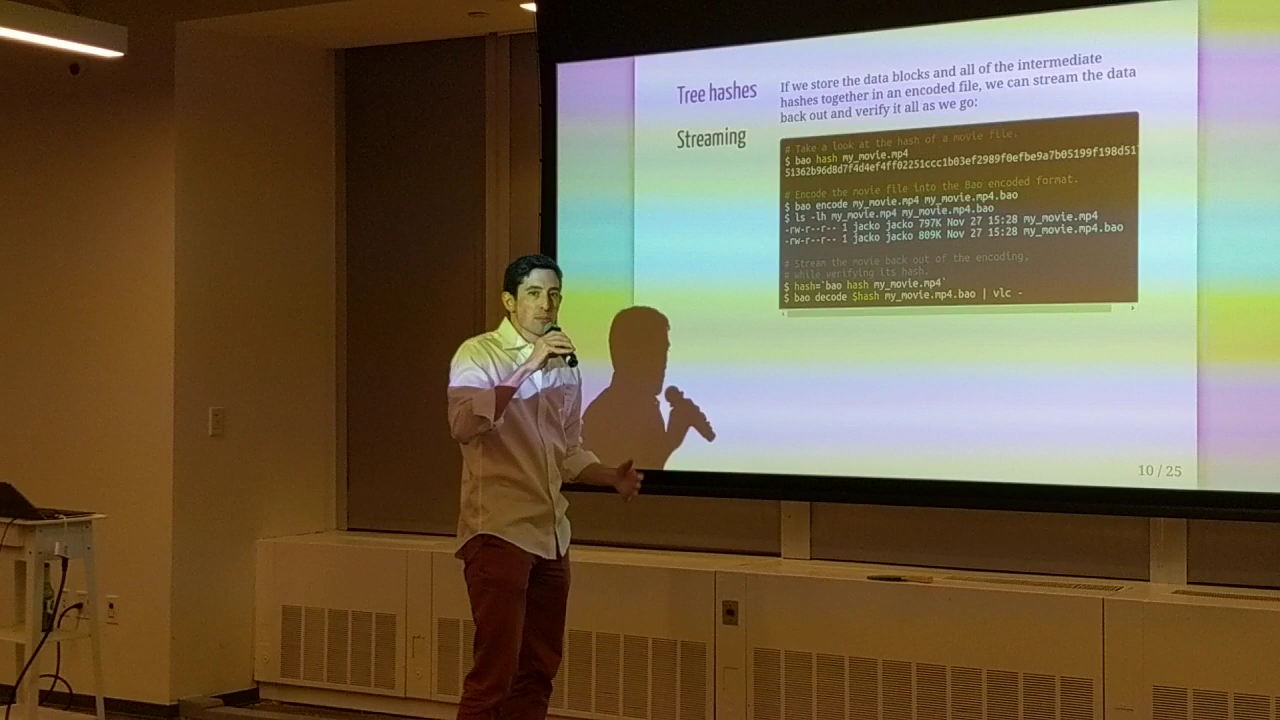 Tree hashes
Streaming
If we store the data blocks and all of the intermediate
hashes together in an encoded file, we can stream the data
back out and verify it all as we go:
# Take a look at the hash of a movie file.
$ bao hash my_movie.mp4
51362b96d8d7f4d4ef4ff02251ccc1b03ef2989f0efbe9a7b05199f198d51
# Encode the movie file into the Bao encoded format.
$ bao encode my_movie.mp4 my_movie.mp4.bao
$ ls -lh my_movie.mp4 my_movie.mp4.bao
-rw-r--r-- 1 jacko jacko 797K Nov 27 15:28 my_movie.mp4
-rw-r--r-- 1 jacko jacko 809K Nov 27 15:28 my_movie.mp4.bao
# Stream the movie back out of the encoding,
# while verifying its hash.
$ hash=`bao hash my_movie.mp4`
$ bao decode $hash my_movie.mp4.bao | vlc -
10 / 25